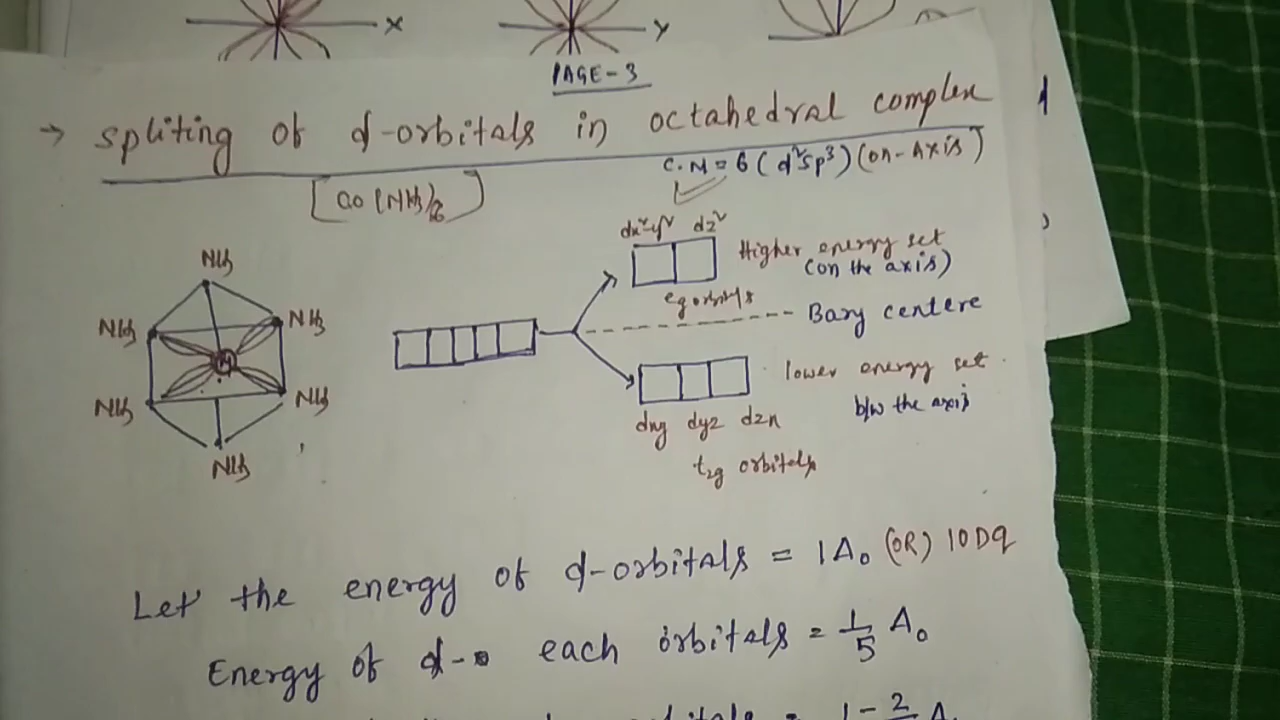 X
Y
PAGE-3
→ spliting of d-orbitals in octahedral complex
C.N=6 (d²sp³) (on-Axis)
[Co(NH₃)₆]
dx²-y² dz²
Higher energy set
(on the axis)
eg orbitals
Bary centere
lower energy set
b/w the axis
dxy dyz dzx
t₂g orbitals
NH₃
NH₃
NH₃
M
NH₃
NH₃
NH₃
Let the energy of d-orbitals = 1Δ₀ (OR) 10Dq
Energy of d- each orbitals = 1/5 Δ₀